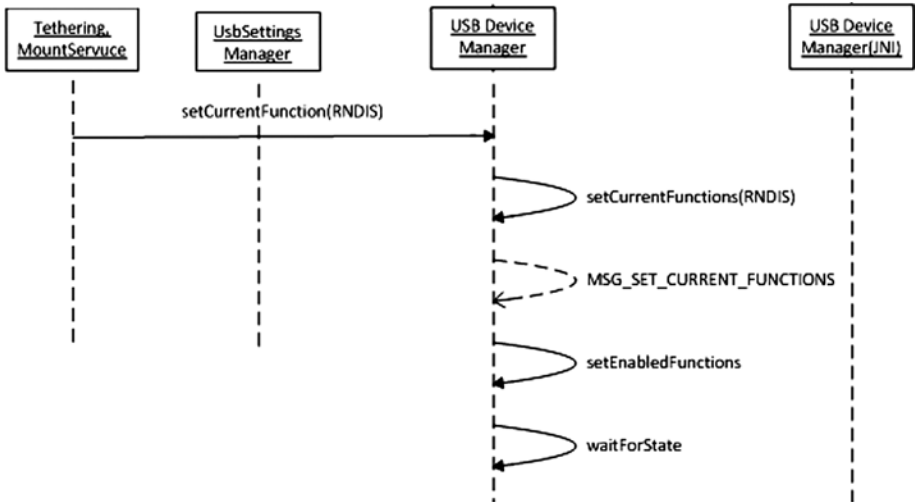 Tethering,
MountServuce
UsbSettings
Manager
USB Device
Manager
USB Device
Manager(JNI)
setCurrentFunction(RNDIS)
setCurrentFunctions(RNDIS)
MSG_SET_CURRENT_FUNCTIONS
setEnabledFunctions
waitForState